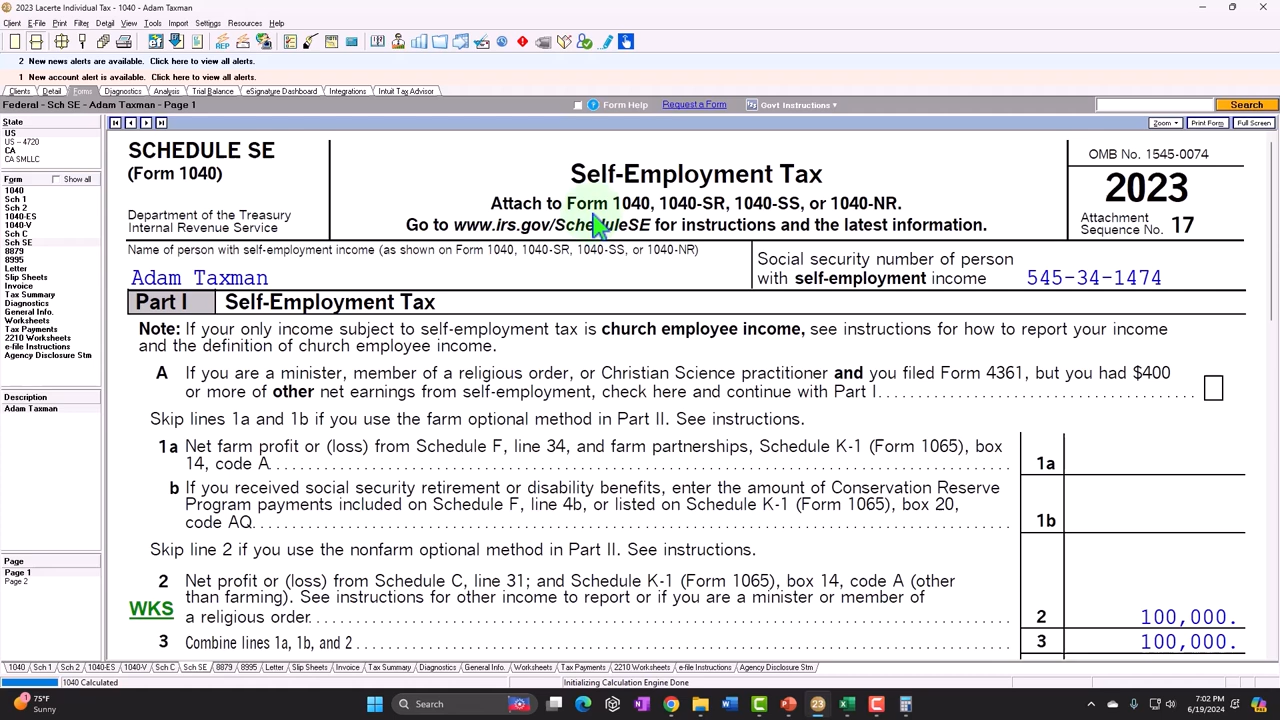 2023 Lacerte Individual Tax - 1040 - Adam Taxman
Client E-File Print Filter Detail View Tools Import Settings Resources Help
2 New news alerts are available. Click here to view all alerts.
1 New account alert is available. Click here to view all alerts.
Clients Detail Forms Diagnostics Analysis Trial Balance eSignature Dashboard Integrations Intuit Tax Advisor
Federal - Sch SE - Adam Taxman - Page 1 Form Help Request a Form Govt Instructions Search
Zoom Print Form Full Screen
State
US
US - 4720
CA
CA SMLLC
Form Show all
1040
Sch 1
Sch 2
1040-ES
1040-V
Sch C
Sch SE
8879
8995
Letter
Slip Sheets
Invoice
Tax Summary
Diagnostics
General Info.
Worksheets
Tax Payments
2210 Worksheets
e-file Instructions
Agency Disclosure Stm
Description
Adam Taxman
Page
Page 1
Page 2
SCHEDULE SE
(Form 1040)
Department of the Treasury
Internal Revenue Service
Self-Employment Tax
Attach to Form 1040, 1040-SR, 1040-SS, or 1040-NR.
Go to www.irs.gov/ScheduleSE for instructions and the latest information.
OMB No. 1545-0074
2023
Attachment
Sequence No. 17
Name of person with self-employment income (as shown on Form 1040, 1040-SR, 1040-SS, or 1040-NR)
Adam Taxman
Social security number of person
with self-employment income 545-34-1474
Part I Self-Employment Tax
Note: If your only income subject to self-employment tax is church employee income, see instructions for how to report your income
and the definition of church employee income.
A If you are a minister, member of a religious order, or Christian Science practitioner and you filed Form 4361, but you had $400
or more of other net earnings from self-employment, check here and continue with Part I
Skip lines 1a and 1b if you use the farm optional method in Part II. See instructions.
1a Net farm profit or (loss) from Schedule F, line 34, and farm partnerships, Schedule K-1 (Form 1065), box
14, code A 1a
b If you received social security retirement or disability benefits, enter the amount of Conservation Reserve
Program payments included on Schedule F, line 4b, or listed on Schedule K-1 (Form 1065), box 20,
code AQ 1b
Skip line 2 if you use the nonfarm optional method in Part II. See instructions.
2 Net profit or (loss) from Schedule C, line 31; and Schedule K-1 (Form 1065), box 14, code A (other
than farming). See instructions for other income to report or if you are a minister or member of
WKS a religious order 2 100,000.
3 Combine lines 1a, 1b, and 2 3 100,000.
1040 Sch 1 Sch 2 1040-ES 1040-V Sch C Sch SE 8879 8995 Letter Slip Sheets Invoice Tax Summary Diagnostics General Info. Worksheets Tax Payments 2210 Worksheets e-file Instructions Agency Disclosure Stm
1040 Calculated Initializing Calculation Engine Done
75°F
Sunny
Search
7:02 PM
6/19/2024